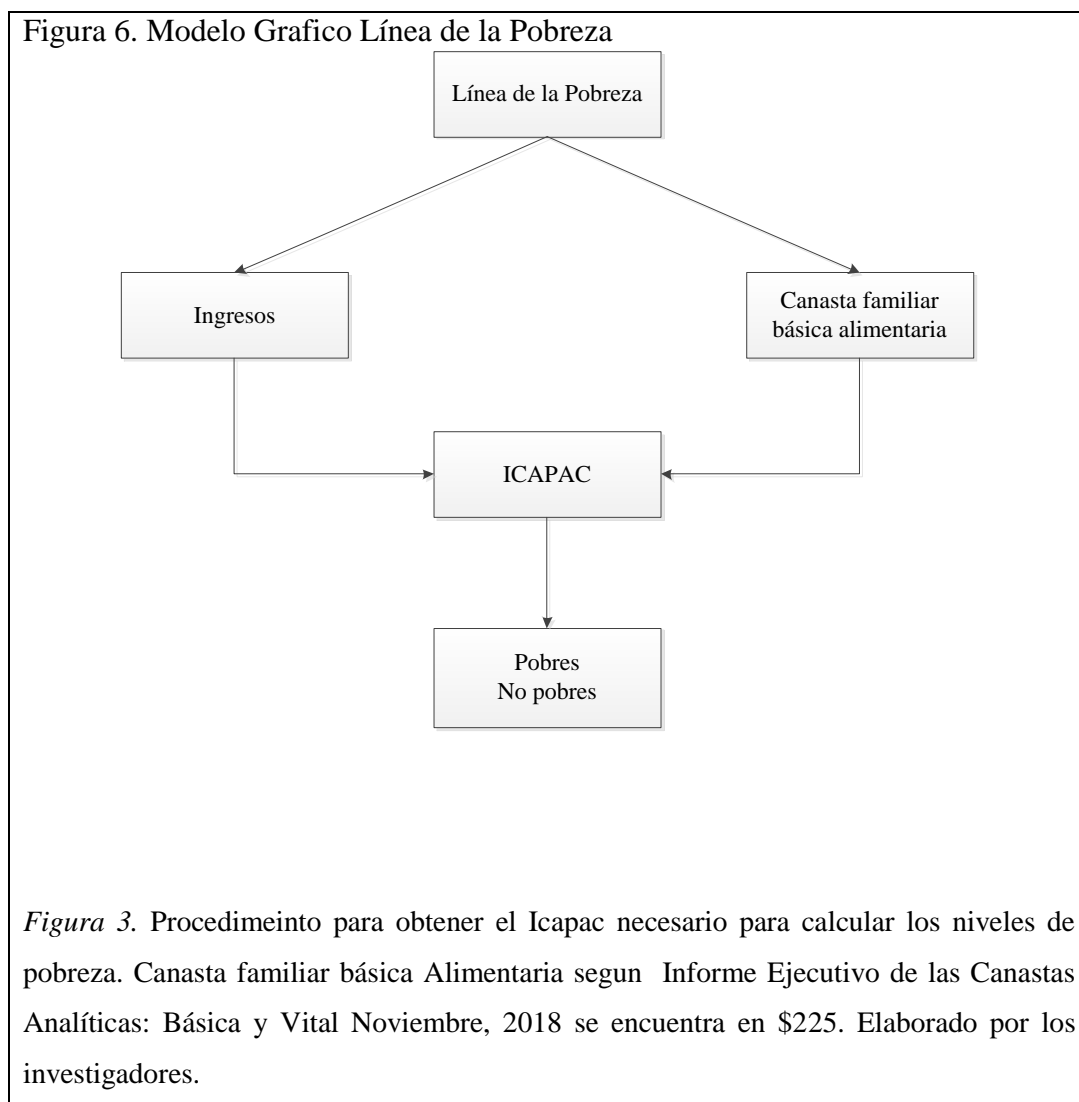 Figura 6. Modelo Grafico Línea de la Pobreza
Línea de la Pobreza
Ingresos
Canasta familiar
básica alimentaria
ICAPAC
Pobres
No pobres
Figura 3. Procedimeinto para obtener el Icapac necesario para calcular los niveles de
pobreza. Canasta familiar básica Alimentaria segun Informe Ejecutivo de las Canastas
Analíticas: Básica y Vital Noviembre, 2018 se encuentra en $225. Elaborado por los
investigadores.